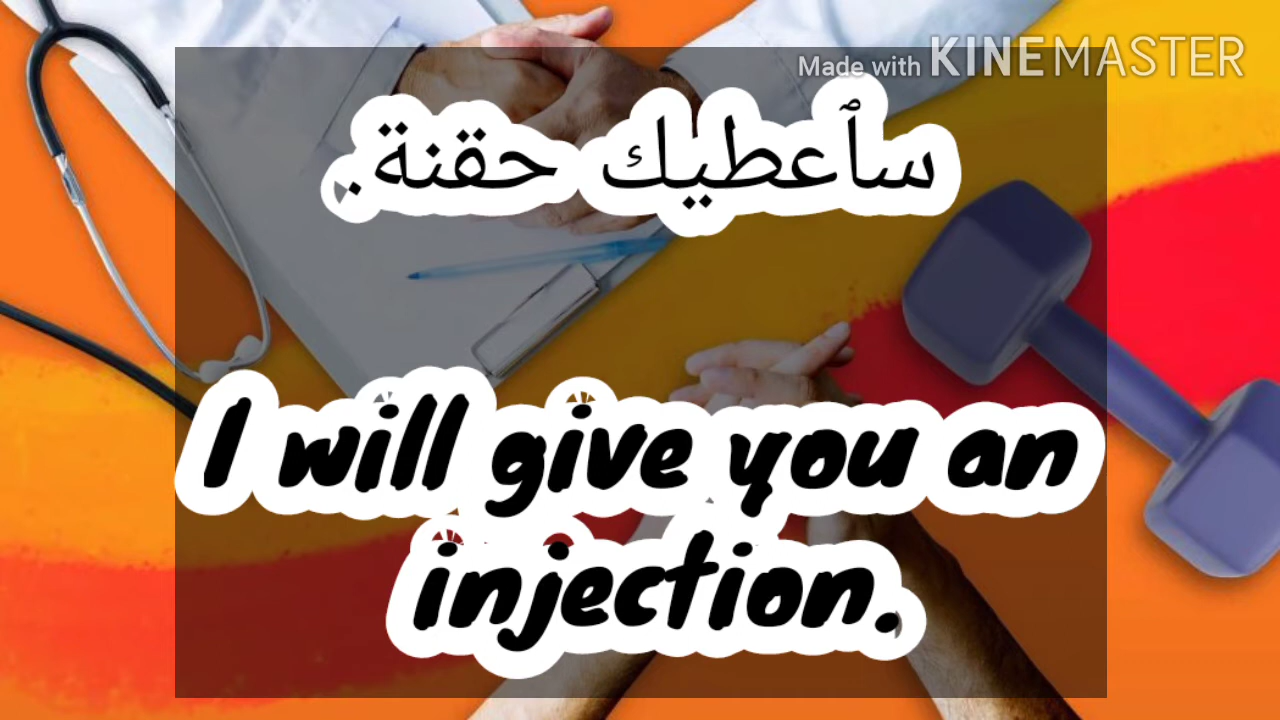 Made with KINEMASTER
سأعطيك حقنة.
I will give you an
injection.